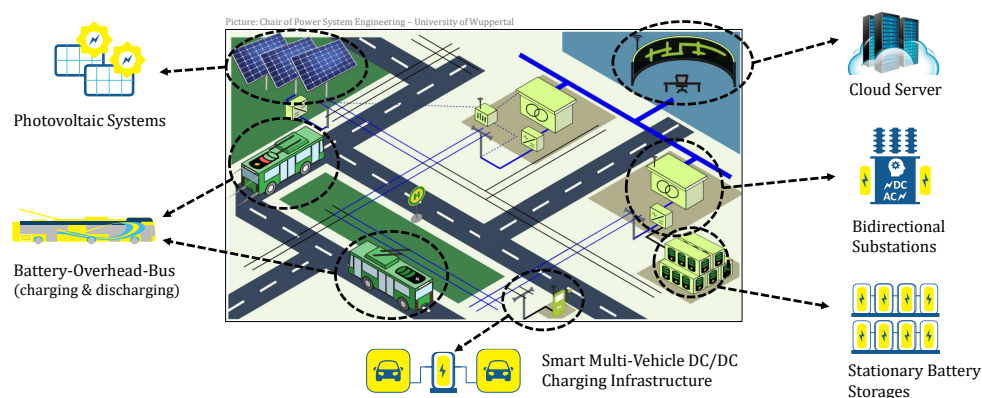 Picture: Chair of Power System Engineering – University of Wuppertal
Photovoltaic Systems
Cloud Server
DC
AC
H
Bidirectional
Substations
Battery-Overhead-Bus
(charging & discharging)
Smart Multi-Vehicle DC/DC
Charging Infrastructure
Stationary Battery
Storages